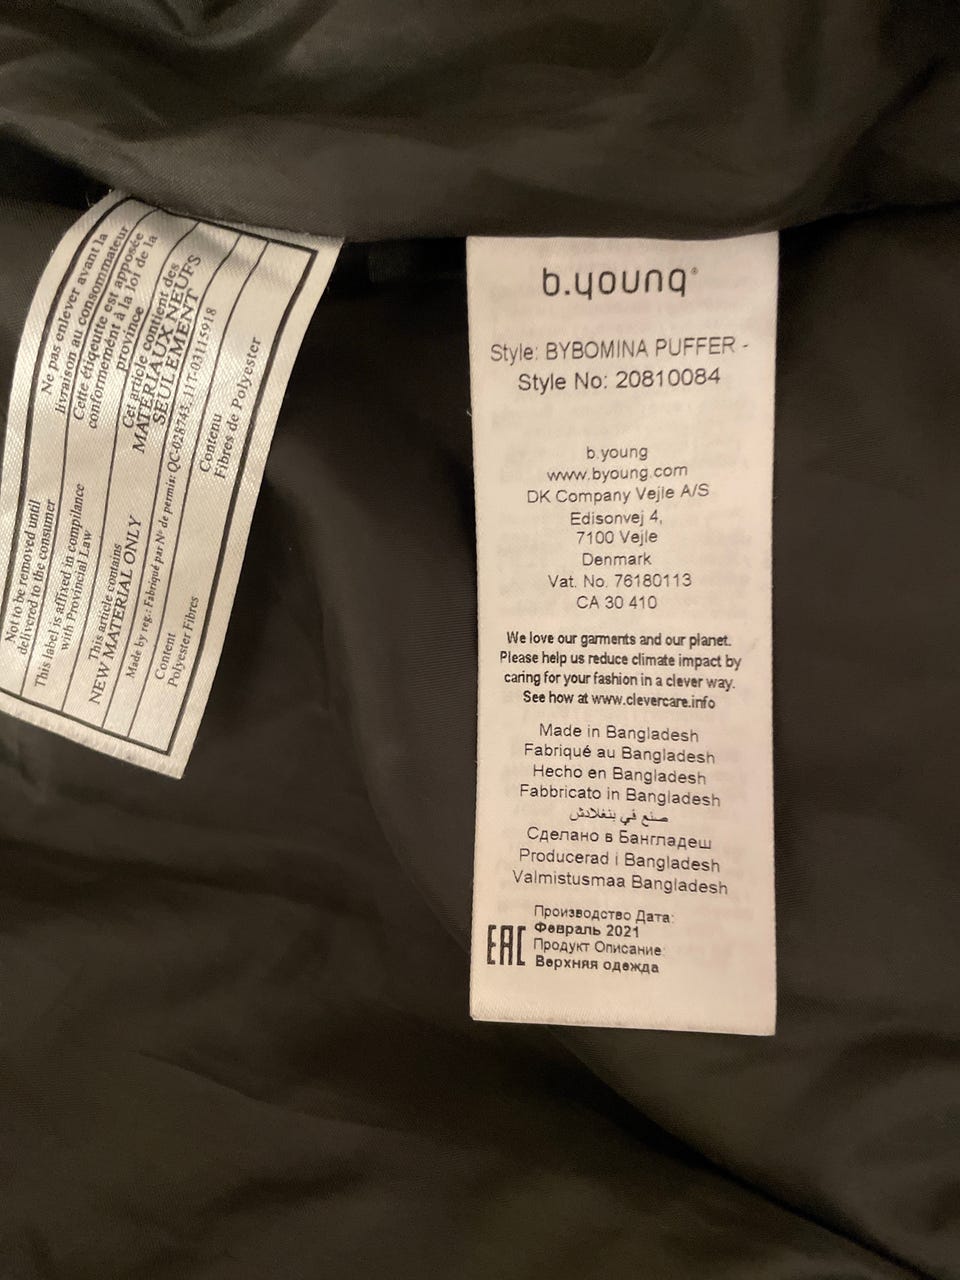 Ne pas enlever avant la
livraison au consommateur
Cette étiqeutte est apposée
conformemént à la loi de la
province
Cet article contient des
MATERIAUX NEUFS
SEULEMENT
Contenu
Fibres de Polyester
Not to be removed until
delivered to the consumer
This label is affixed in compilance
with Provincial Law
This article contains
NEW MATERIAL ONLY
Made by reg.: Fabriqué par Nº de permis: QC-028743, 11T-03115918
Content
Polyester Fibres
b.young®
Style: BYBOMINA PUFFER -
Style No: 20810084
b.young
www.byoung.com
DK Company Vejle A/S
Edisonvej 4,
7100 Vejle
Denmark
Vat. No. 76180113
CA 30 410
We love our garments and our planet.
Please help us reduce climate impact by
caring for your fashion in a clever way.
See how at www.clevercare.info
Made in Bangladesh
Fabriqué au Bangladesh
Hecho en Bangladesh
Fabbricato in Bangladesh
صنع في بنغلادش
Сделано в Бангладеш
Producerad i Bangladesh
Valmistusmaa Bangladesh
Производство Дата:
Февраль 2021
Продукт Описание:
Верхняя одежда
EAC